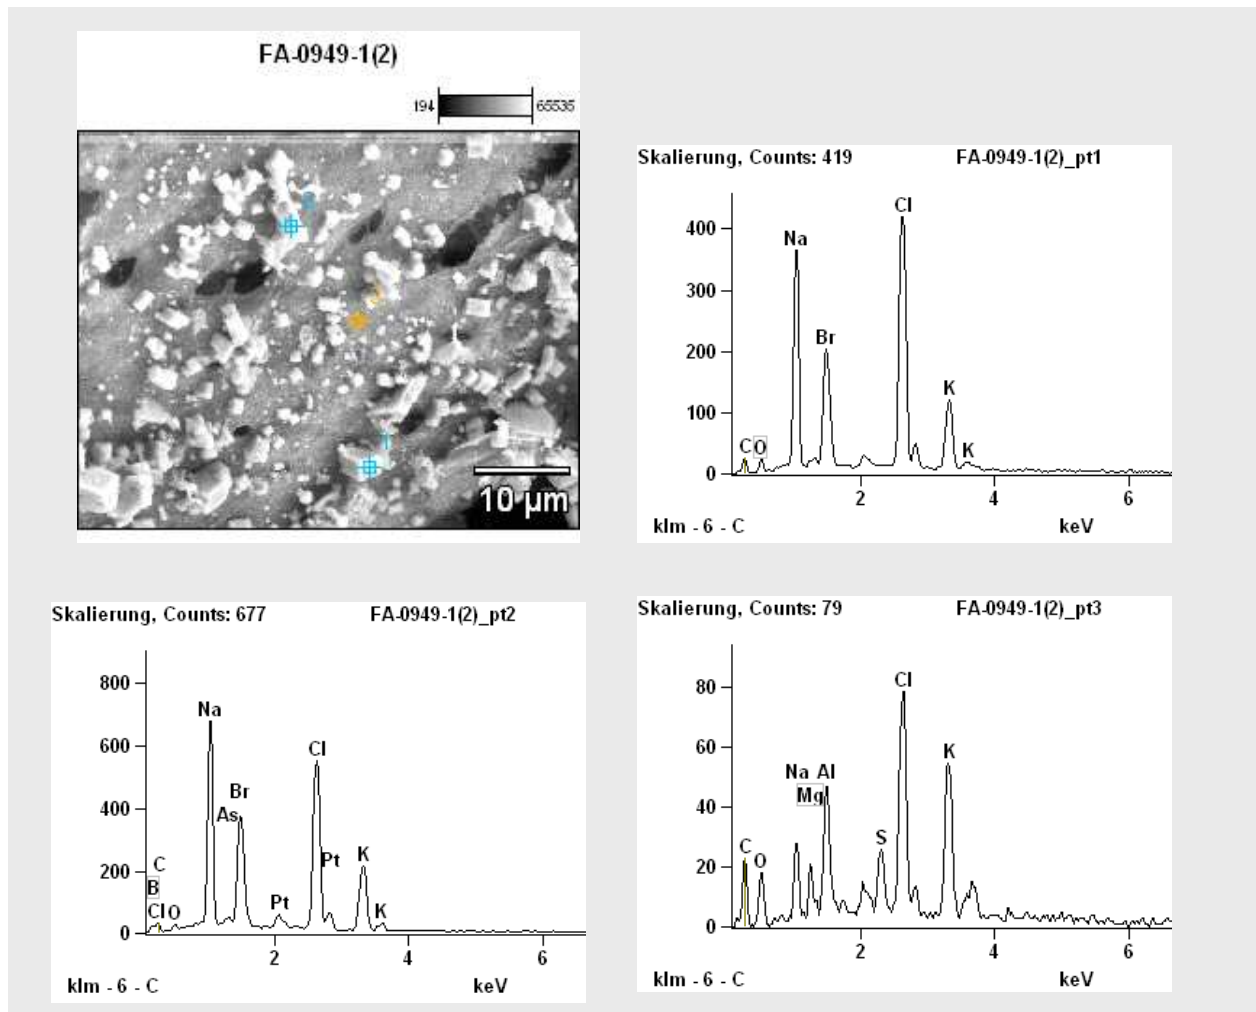 FA-0949-1(2)
194 65535
2
3
1
10 µm
Skalierung, Counts: 419 FA-0949-1(2)_pt1
Cl
400
Na
300
Br
200
K
100
C O K
0
2 4 6
klm - 6 - C keV
Skalierung, Counts: 677 FA-0949-1(2)_pt2
800
Na
Cl
600
Br
As
400
Pt K
C
200
B
Pt
Cl O K
0
2 4 6
klm - 6 - C keV
Skalierung, Counts: 79 FA-0949-1(2)_pt3
80 Cl
60 K
Na Al
Mg
40
S
C
O
20
0
2 4 6
klm - 6 - C keV